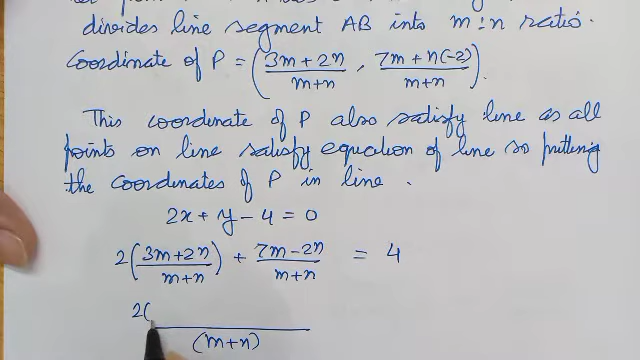 divides line segment AB into m:n ratio.
Coordinate of P = (3m+2n/m+n, 7m+n(-2)/m+n).
This coordinate of P also satisfy line as all
points on line satisfy equation of line so putting
the coordinates of P in line.
2x+y-4=0
2(3m+2n/m+n) + 7m-2n/m+n = 4
2(
(m+n)